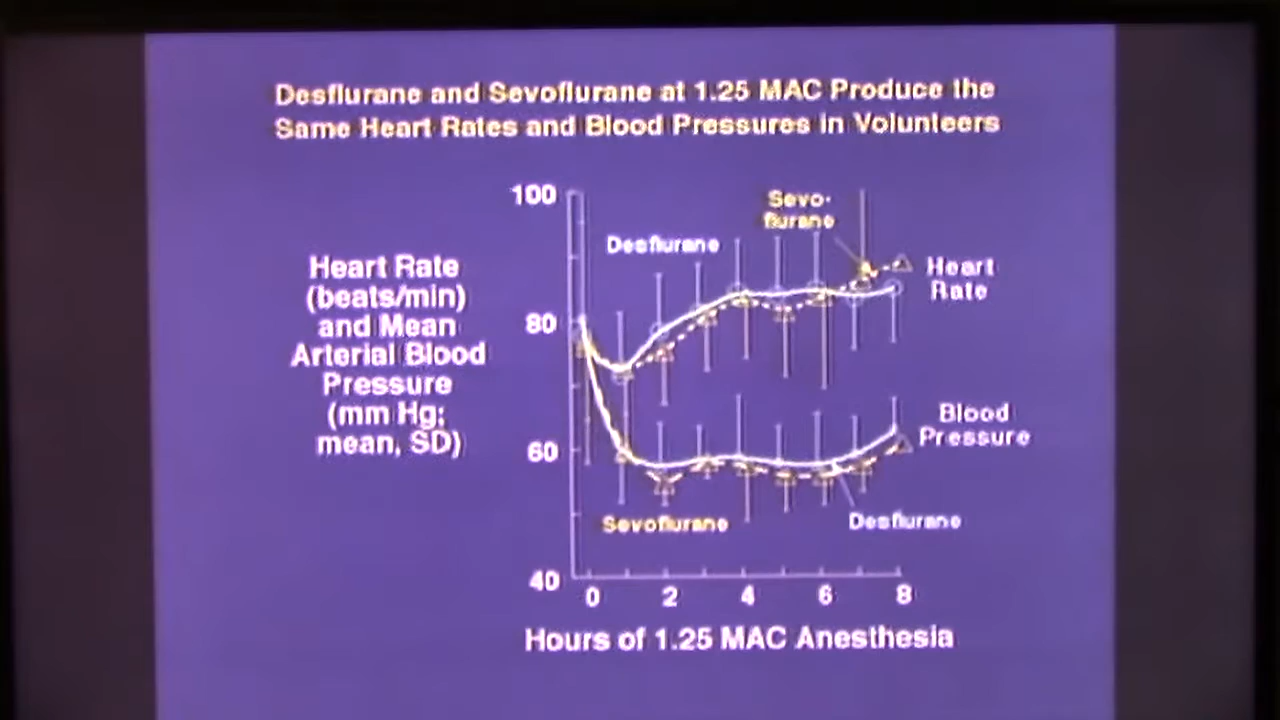 Desflurane and Sevoflurane at 1.25 MAC Produce the
Same Heart Rates and Blood Pressures in Volunteers
100
80
60
40
Heart Rate
(beats/min)
and Mean
Arterial Blood
Pressure
(mm Hg;
mean, SD)
Desflurane
Sevo-
flurane
Heart
Rate
Blood
Pressure
Sevoflurane
Desflurane
0 2 4 6 8
Hours of 1.25 MAC Anesthesia